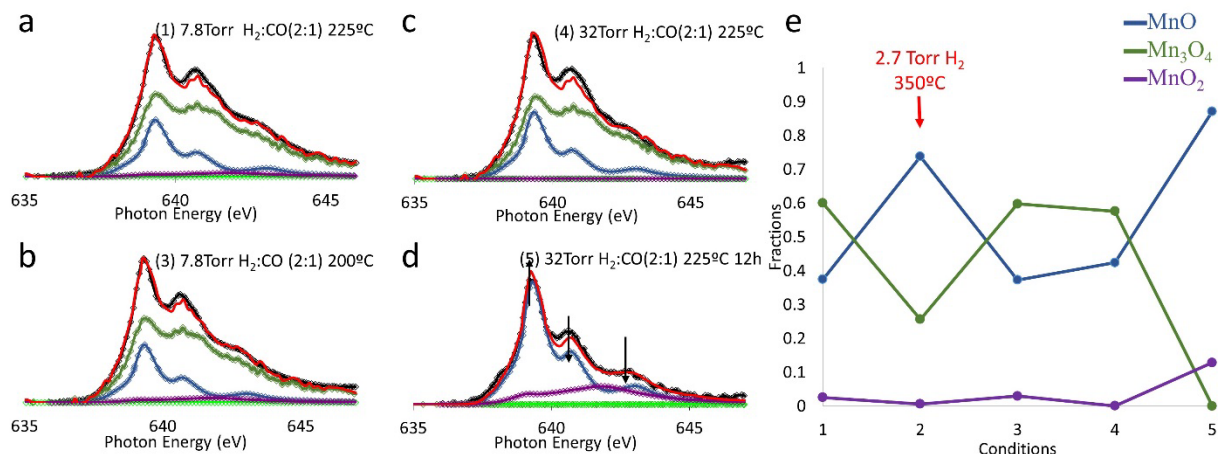 a
(1) 7.8Torr H₂:CO(2:1) 225ºC
635 640 645
Photon Energy (eV)
b
(3) 7.8Torr H₂:CO (2:1) 200ºC
635 640 645
Photon Energy (eV)
c
(4) 32Torr H₂:CO(2:1) 225ºC
635 640 645
Photon Energy (eV)
d
(5) 32Torr H₂:CO(2:1) 225ºC 12h
635 640 645
Photon Energy (eV)
e
MnO
Mn₃O₄
MnO₂
2.7 Torr H₂
350ºC
Fractions
1
0.9
0.8
0.7
0.6
0.5
0.4
0.3
0.2
0.1
0
1 2 3 4 5
Conditions